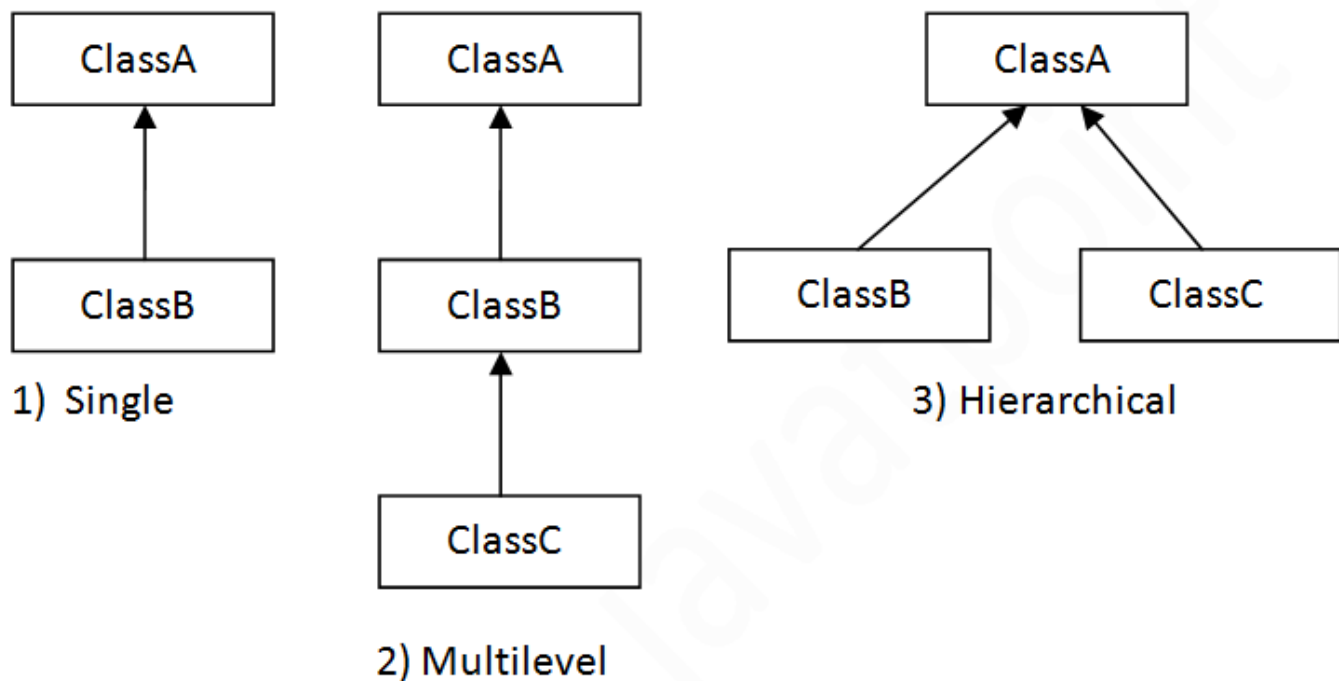 ClassA
ClassB
1) Single
ClassA
ClassB
ClassC
2) Multilevel
ClassA
ClassB
ClassC
3) Hierarchical